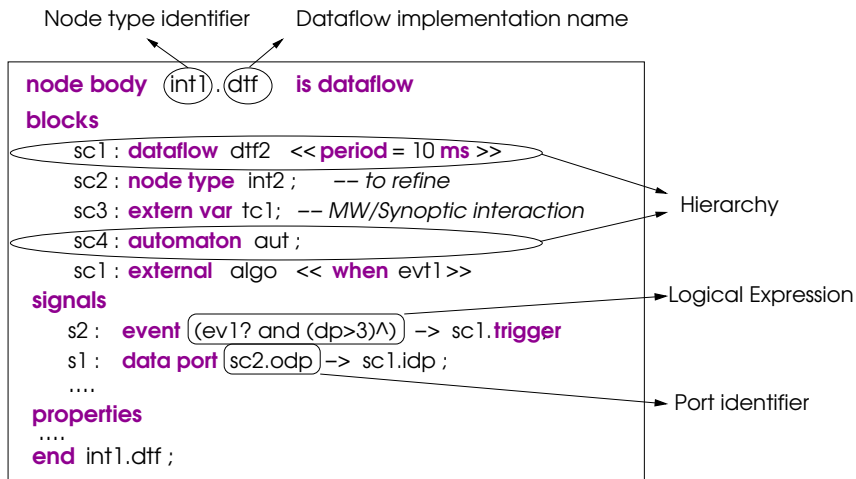 Node type identifier Dataflow implementation name
node body int1.dtf is dataflow
blocks
sc1 : dataflow dtf2 << period = 10 ms >>
sc2 : node type int2 ; -- to refine
sc3 : extern var tc1; -- MW/Synoptic interaction
Hierarchy
sc4 : automaton aut ;
sc1 : external algo << when evt1>>
signals
Logical Expression
s2 : event (ev1? and (dp>3)^) -> sc1.trigger
s1 : data port sc2.odp -> sc1.idp ;
....
Port identifier
properties
....
end int1.dtf ;